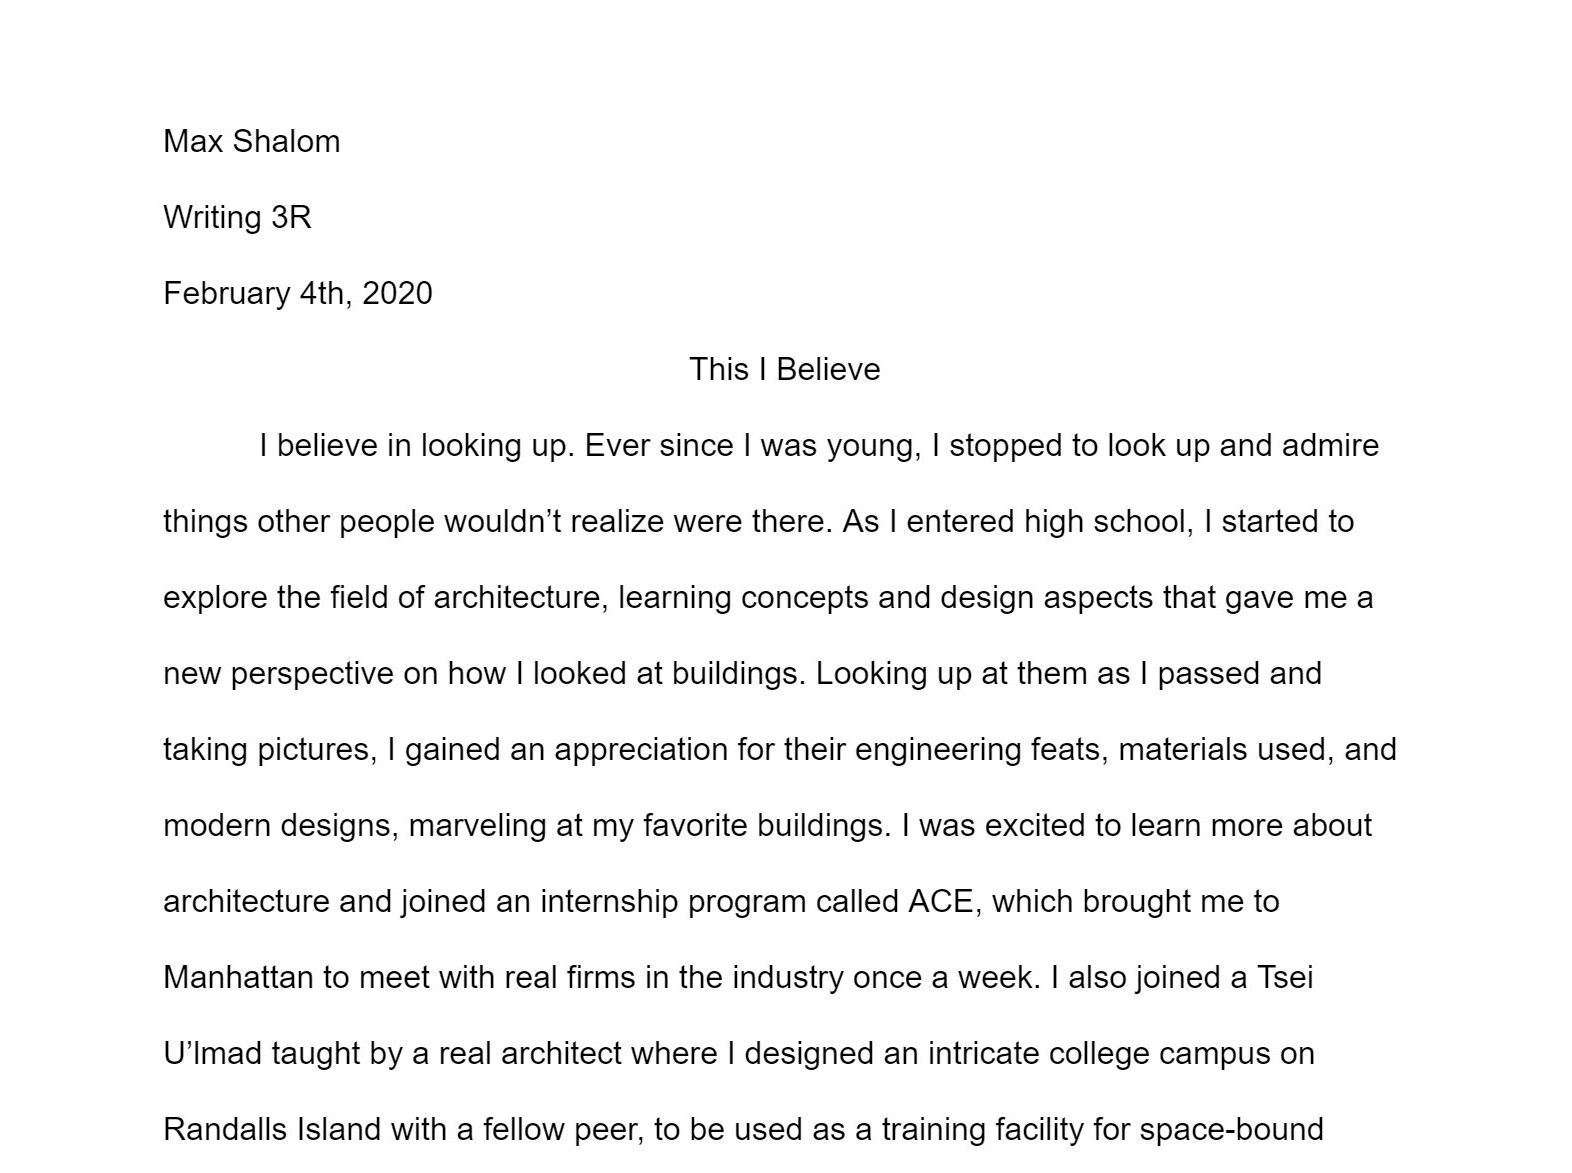 Max Shalom
Writing 3R
February 4th, 2020
This I Believe
I believe in looking up. Ever since I was young, I stopped to look up and admire
things other people wouldn’t realize were there. As I entered high school, I started to
explore the field of architecture, learning concepts and design aspects that gave me a
new perspective on how I looked at buildings. Looking up at them as I passed and
taking pictures, I gained an appreciation for their engineering feats, materials used, and
modern designs, marveling at my favorite buildings. I was excited to learn more about
architecture and joined an internship program called ACE, which brought me to
Manhattan to meet with real firms in the industry once a week. I also joined a Tsei
U’lmad taught by a real architect where I designed an intricate college campus on
Randalls Island with a fellow peer, to be used as a training facility for space-bound